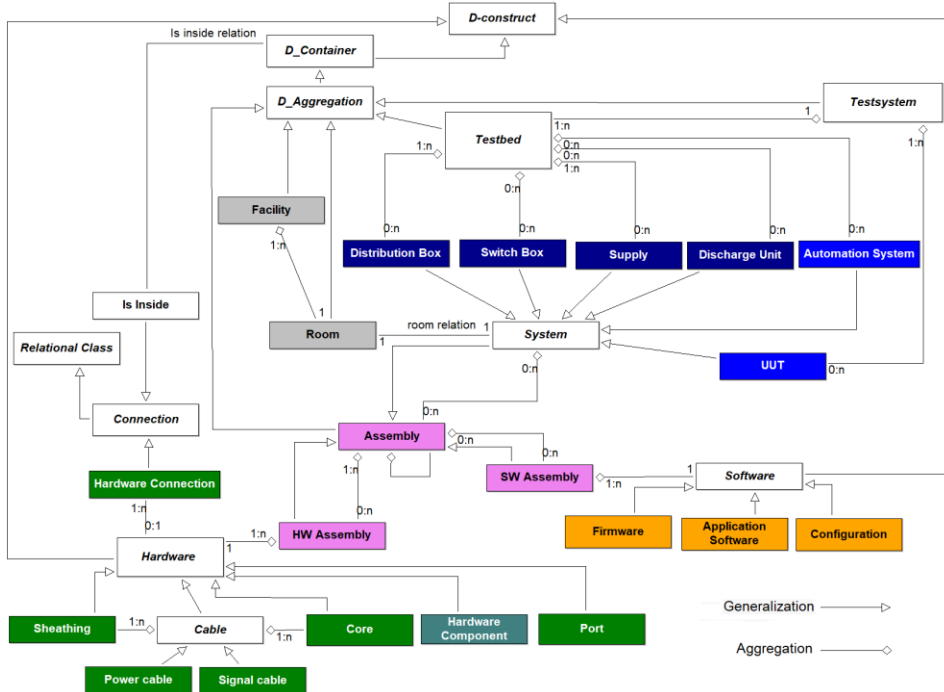 D-construct
Is inside relation
D_Container
D_Aggregation
Testsystem
1:n
1
1:n
Testbed
1:n
0:n
0:n
1:n
0:n
Facility
1:n
0:n
0:n
0:n
0:n
0:n
Distribution Box
Switch Box
Supply
Discharge Unit
Automation System
Is Inside
1
room relation
1
Room
1
System
Relational Class
0:n
UUT
0:n
Connection
0:n
Assembly
0:n
1:n
0:n
Hardware Connection
SW Assembly
1:n
1
Software
1:n
0:n
0:1
1:n
HW Assembly
Firmware
Application
Software
Configuration
Hardware
1
Generalization
Sheathing
1:n
Cable
1:n
Core
Hardware
Component
Port
Aggregation
Power cable
Signal cable